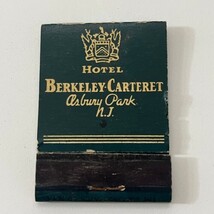 HOTEL
BERKELEY-CARTERET
Asbury Park
N.J.